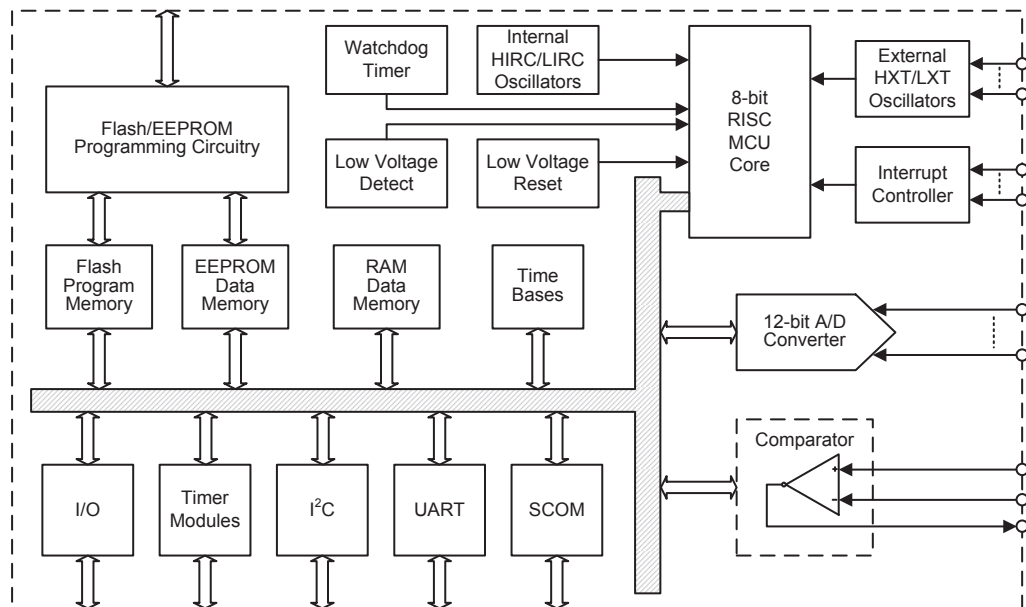 Watchdog
Timer
Internal
HIRC/LIRC
Oscillators
8-bit
RISC
MCU
Core
External
HXT/LXT
Oscillators
Flash/EEPROM
Programming Circuitry
Low Voltage
Detect
Low Voltage
Reset
Interrupt
Controller
Flash
Program
Memory
EEPROM
Data
Memory
RAM
Data
Memory
Time
Bases
12-bit A/D
Converter
Comparator
+
−
I/O
Timer
Modules
I²C
UART
SCOM